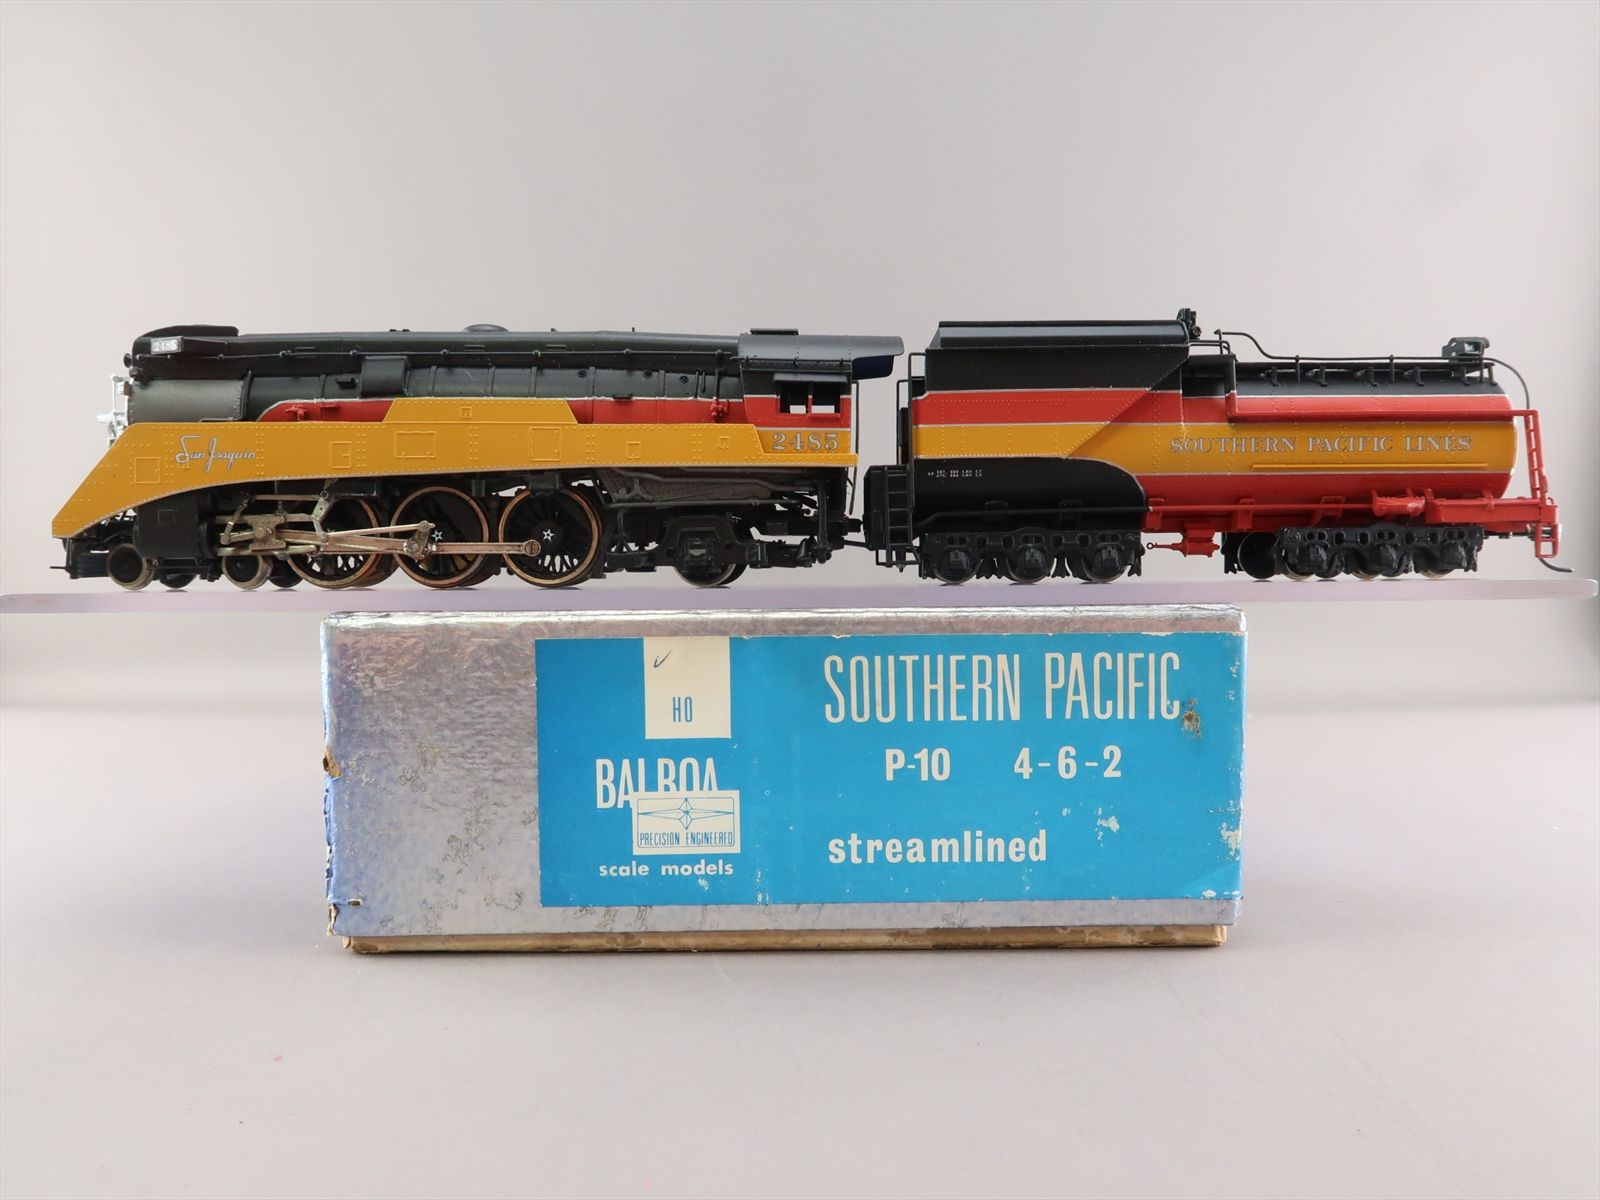 2485
San Joaquin
2485
SOUTHERN PACIFIC LINES
HO
BALBOA
PRECISION ENGINEERED
scale models
SOUTHERN PACIFIC
P-10 4-6-2
streamlined